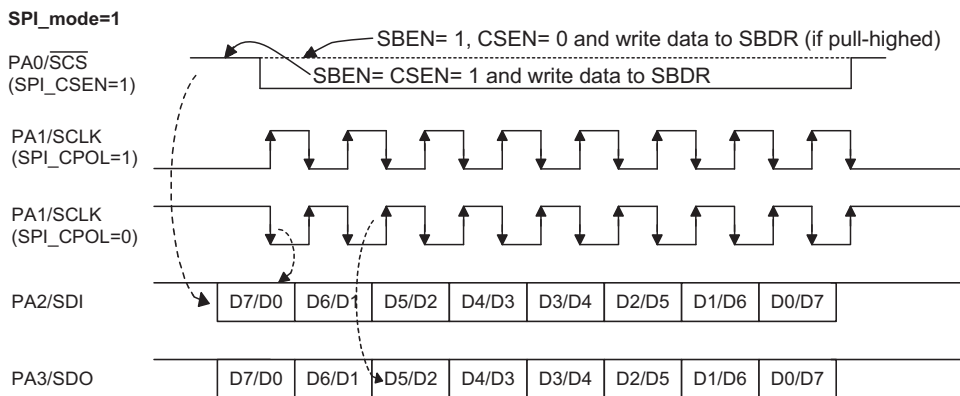 SPI_mode=1
SBEN= 1, CSEN= 0 and write data to SBDR (if pull-highed)
PA0/SCS
(SPI_CSEN=1)
SBEN= CSEN= 1 and write data to SBDR
PA1/SCLK
(SPI_CPOL=1)
PA1/SCLK
(SPI_CPOL=0)
PA2/SDI D7/D0 D6/D1 D5/D2 D4/D3 D3/D4 D2/D5 D1/D6 D0/D7
PA3/SDO D7/D0 D6/D1 D5/D2 D4/D3 D3/D4 D2/D5 D1/D6 D0/D7